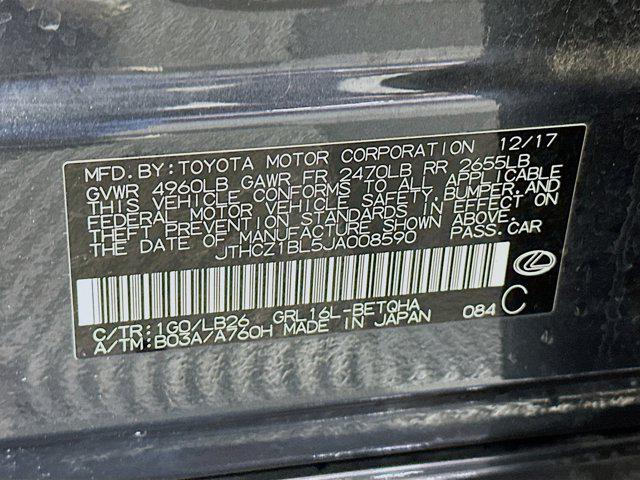 MFD. BY: TOYOTA MOTOR CORPORATION 12/17
GVWR 4960LB GAWR FR 2470LB RR 2655LB
THIS VEHICLE CONFORMS TO ALL APPLICABLE
FEDERAL MOTOR VEHICLE SAFETY, BUMPER, AND
THEFT PREVENTION STANDARDS IN EFFECT ON
THE DATE OF MANUFACTURE SHOWN ABOVE.
JTHCZ1BL5JA008590 PASS. CAR
C/TR: 1G0/LB26 GRL16L-BETQHA 084 C
A/TM: B03A/A760H MADE IN JAPAN